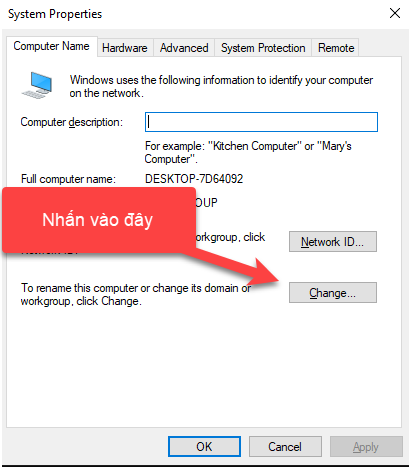 System Properties
Computer Name Hardware Advanced System Protection Remote
Windows uses the following information to identify your computer
on the network.
Computer description:
For example: "Kitchen Computer" or "Mary's
Computer".
Full computer name: DESKTOP-7D64092
OUP
Nhấn vào đây
workgroup, click
Network ID...
To rename this computer or change its domain or
workgroup, click Change.
Change...
OK Cancel Apply